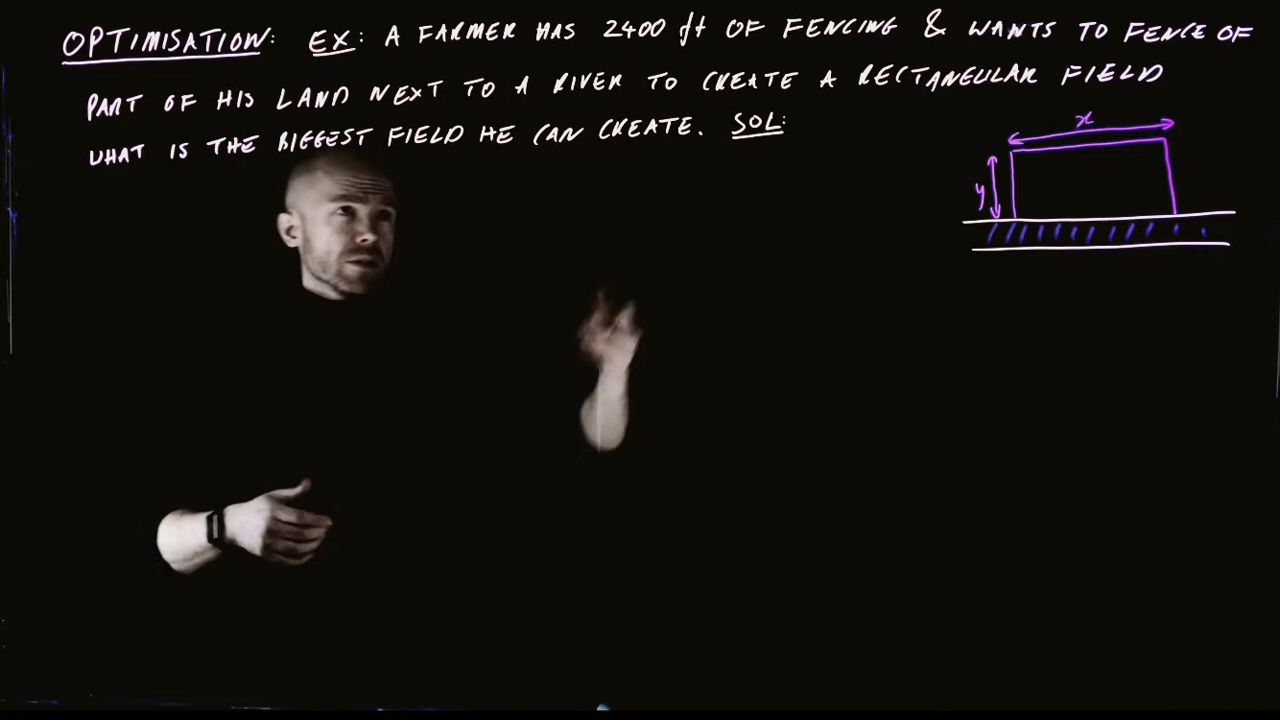 OPTIMISATION: EX: A FARMER HAS 2400 ft OF FENCING & WANTS TO FENCE OF
PART OF HIS LAND NEXT TO A RIVER TO CREATE A RECTANGULAR FIELD
WHAT IS THE BIGGEST FIELD HE CAN CREATE. SOL:
x
y